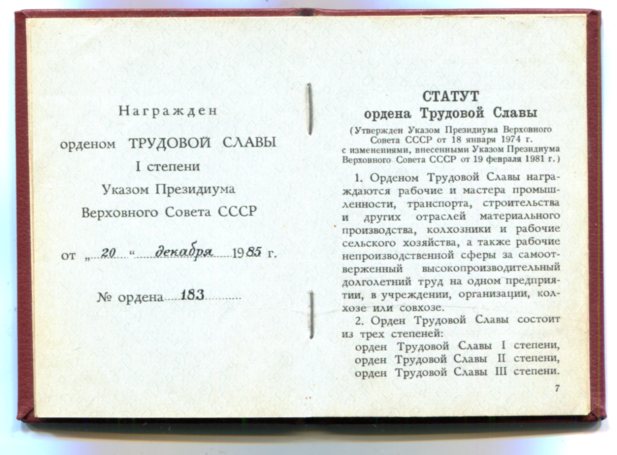 Награжден
орденом ТРУДОВОЙ СЛАВЫ
I степени
Указом Президиума
Верховного Совета СССР
от „ 20 “ декабря 1985 г.
№ ордена 183
СТАТУТ
ордена Трудовой Славы
(Утвержден Указом Президиума Верховного
Совета СССР от 18 января 1974 г.
с изменениями, внесенными Указом Президиума
Верховного Совета СССР от 19 февраля 1981 г.)
1. Орденом Трудовой Славы награ-
ждаются рабочие и мастера промыш-
ленности, транспорта, строительства
и других отраслей материального
производства, колхозники и рабочие
сельского хозяйства, а также рабочие
непроизводственной сферы за самоот-
верженный высокопроизводительный
долголетний труд на одном предприя-
тии, в учреждении, организации, кол-
хозе или совхозе.
2. Орден Трудовой Славы состоит
из трех степеней:
орден Трудовой Славы I степени,
орден Трудовой Славы II степени,
орден Трудовой Славы III степени.
7